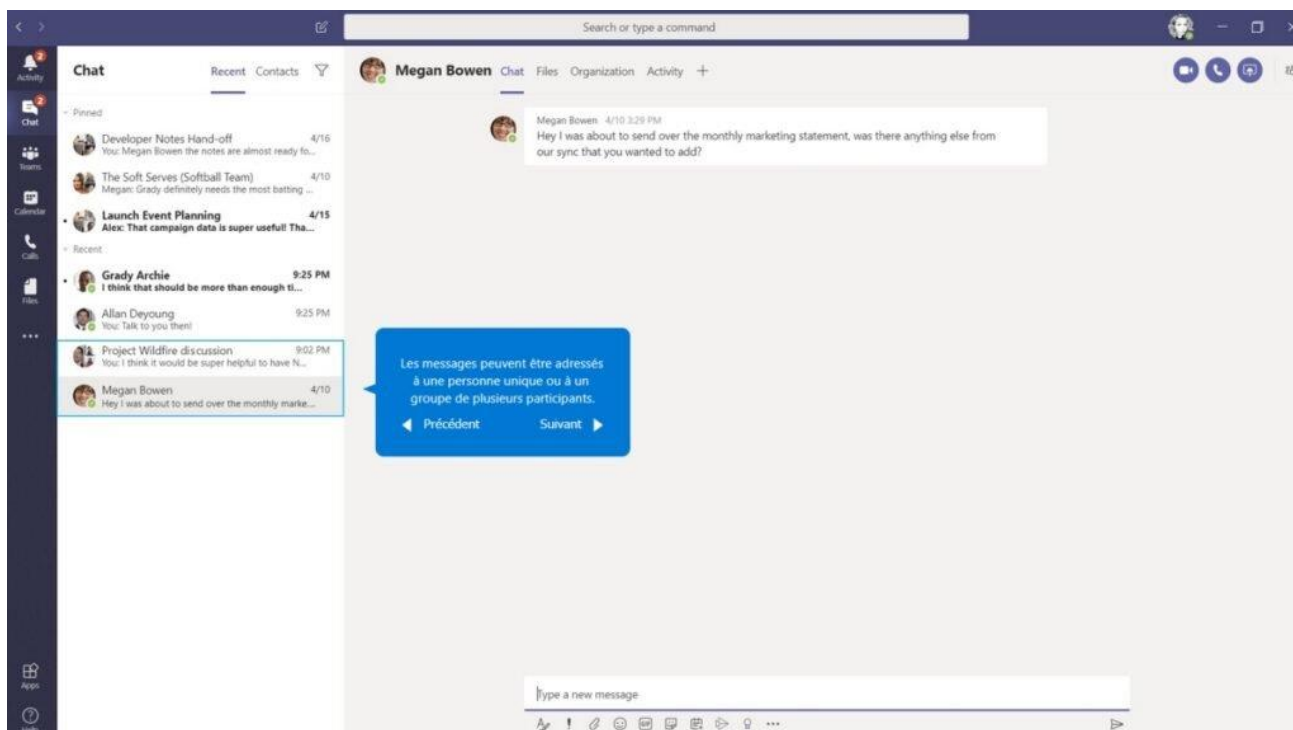 Search or type a command
2
Activity
2
Chat
Teams
Calendar
Calls
Files
Apps
Help
Chat
Recent Contacts
Pinned
Developer Notes Hand-off 4/16
You: Megan Bowen the notes are almost ready fo...
The Soft Serves (Softball Team) 4/10
Megan: Grady definitely needs the most batting ...
Launch Event Planning 4/15
Alex: That campaign data is super useful! Tha...
Recent
Grady Archie 9:25 PM
I think that should be more than enough ti...
Allan Deyoung 9:25 PM
You: Talk to you then!
Project Wildfire discussion 9:02 PM
You: I think it would be super helpful to have N...
Megan Bowen 4/10
Hey I was about to send over the monthly marke...
Megan Bowen Chat Files Organization Activity
Megan Bowen 4/10 3:29 PM
Hey I was about to send over the monthly marketing statement, was there anything else from
our sync that you wanted to add?
Les messages peuvent être adressés
à une personne unique ou à un
groupe de plusieurs participants.
Précédent Suivant
Type a new message
GIF